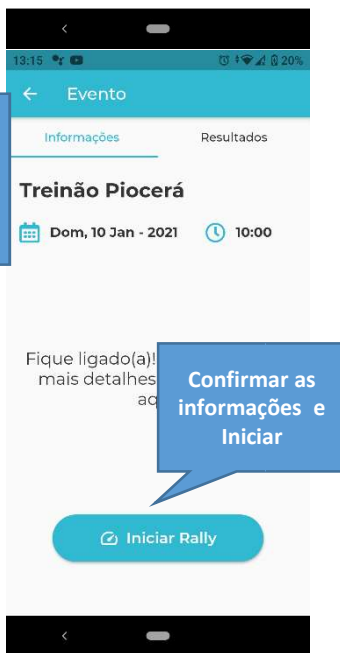 13:15
20%
Evento
Informações Resultados
Treinão Piocerá
Dom, 10 Jan - 2021 10:00
Fique ligado(a)!
mais detalhes
Confirmar as
informações e
Iniciar
Iniciar Rally